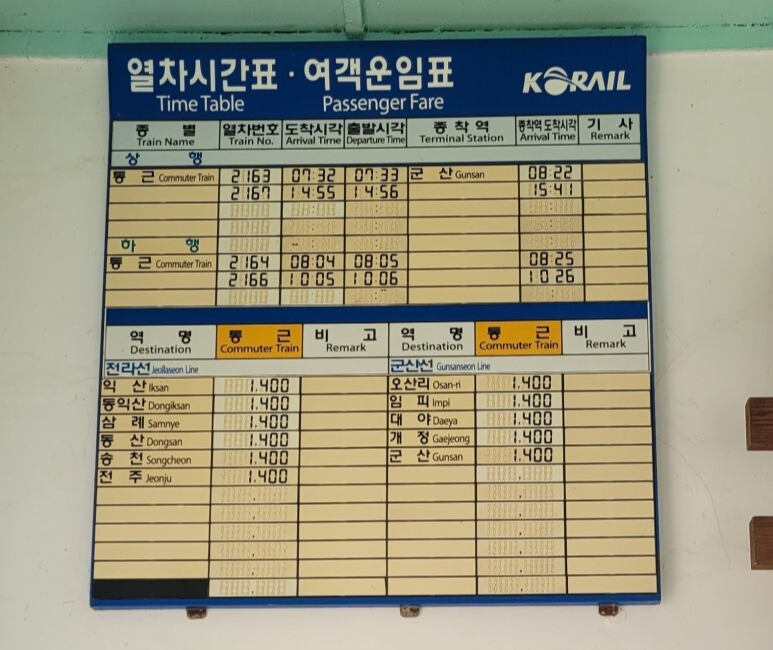 열차시간표 · 여객운임표
Time Table Passenger Fare KORAIL
종 별 열차번호 도착시각 출발시각 종 착 역 종착역 도착시각 기 사
Train Name Train No. Arrival Time Departure Time Terminal Station Arrival Time Remark
상 행
통 근 Commuter Train 2163 07:32 07:33 군 산 Gunsan 08:22
2167 14:55 14:56 15:41
하 행
통 근 Commuter Train 2164 08:04 08:05 08:25
2166 10:05 10:06 10:26
역 명 통 근 비 고 역 명 통 근 비 고
Destination Commuter Train Remark Destination Commuter Train Remark
전라선 Jeollaseon Line 군산선 Gunsanseon Line
익 산 Iksan 1.400 오산리 Osan-ri 1.400
동익산 Dongiksan 1.400 임 피 Impi 1.400
삼 례 Samnye 1.400 대 야 Daeya 1.400
동 산 Dongsan 1.400 개 정 Gaejeong 1.400
송 천 Songcheon 1.400 군 산 Gunsan 1.400
전 주 Jeonju 1.400